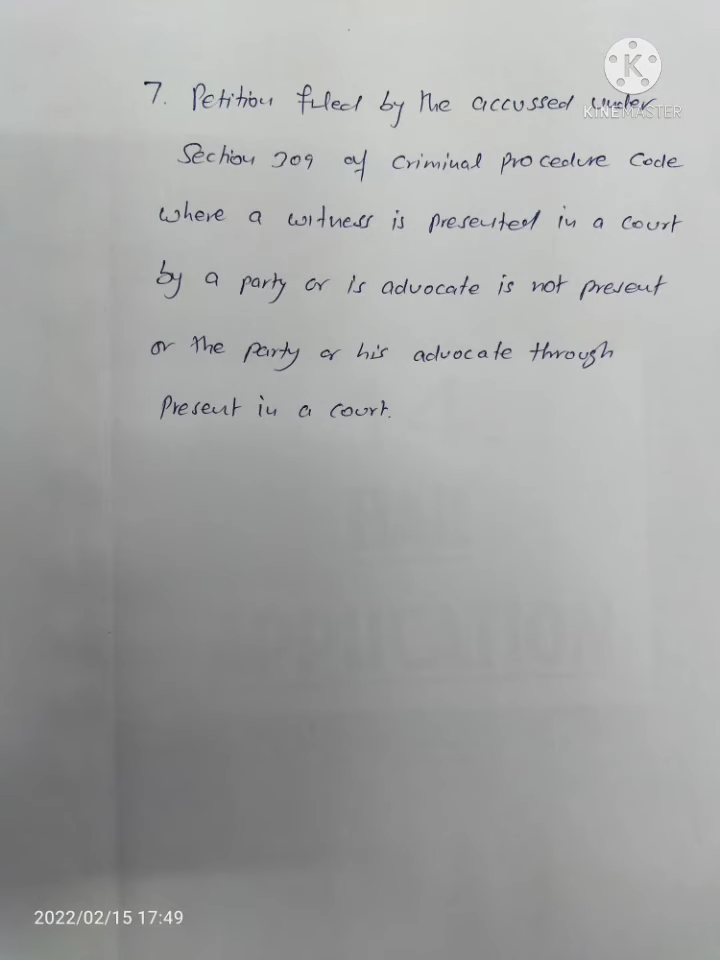 K
KINEMASTER
7. Petition filed by the accussed under
Section 309 of criminal procedure Code
where a witness is presented in a court
by a party or is advocate is not present
or the party or his advocate through
Present in a court.
2022/02/15 17:49